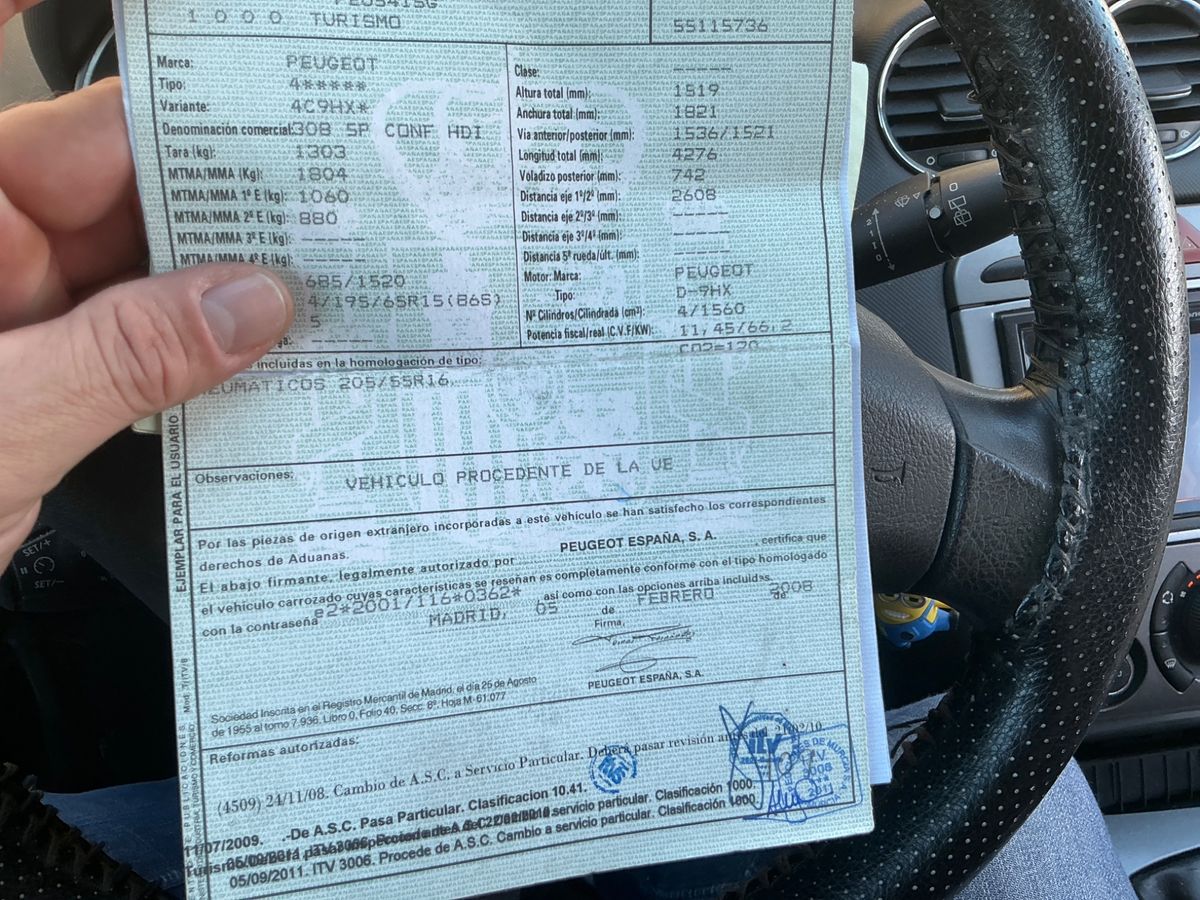 1000 TURISMO
55115736
Marca: PEUGEOT
Tipo: 4*****
Variante: 4C9HX*
Denominación comercial: 308 5P CONF HDI
Tara (kg): 1303
MTMA/MMA (Kg): 1804
MTMA/MMA 1º E (kg): 1060
MTMA/MMA 2º E (kg): 880
MTMA/MMA 3º E (kg): ------
MTMA/MMA 4º E (kg): ------
685/1520
4/195/65R15(86S)
5
------
Clase: -----
Altura total (mm): 1519
Anchura total (mm): 1821
Vía anterior/posterior (mm): 1536/1521
Longitud total (mm): 4276
Voladizo posterior (mm): 742
Distancia eje 1º/2º (mm): 2608
Distancia eje 2º/3º (mm): -----
Distancia eje 3º/4º (mm): -----
Distancia 5ª rueda/últ. (mm): -----
Motor: Marca: PEUGEOT
Tipo: D-9HX
Nº Cilindros/Cilindrada (cm³): 4/1560
Potencia fiscal/real (C.V.F/KW): 11,45/66,2
CO2=120
incluidas en la homologación de tipo:
NEUMATICOS 205/55R16,
Observaciones: VEHICULO PROCEDENTE DE LA UE
Por las piezas de origen extranjero incorporadas a este vehículo se han satisfecho los correspondientes
derechos de Aduanas.
El abajo firmante, legalmente autorizado por PEUGEOT ESPAÑA, S. A. , certifica que
el vehículo carrozado cuyas características se reseñan es completamente conforme con el tipo homologado
con la contraseña e2*2001/116*0362* , así como con las opciones arriba incluidas.
MADRID, 05 de FEBRERO de 2008
Firma,
PEUGEOT ESPAÑA, S.A.
Sociedad Inscrita en el Registro Mercantil de Madrid, el día 25 de Agosto
de 1955 al tomo 7.936, Libro 0, Folio 40, Secc. 8ª. Hoja M-61.077
Reformas autorizadas:
(4509) 24/11/08. Cambio de A.S.C. a Servicio Particular. Deberá pasar revisión
11/07/2009. .-De A.S.C. Pasa Particular. Clasificacion 10.41.
Turismo
05/09/2011. ITV 3006. Procede de A.S.C. Cambio a servicio particular. Clasificación 1000.
EJEMPLAR PARA EL USUARIO
ITV
2011
SET/+
SET/-